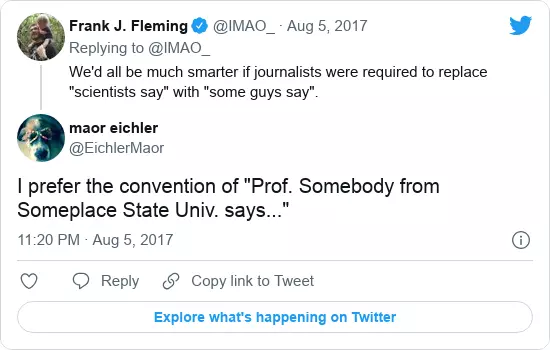 Frank J. Fleming @IMAO_ · Aug 5, 2017
Replying to @IMAO_
We'd all be much smarter if journalists were required to replace
"scientists say" with "some guys say".
maor eichler
@EichlerMaor
I prefer the convention of "Prof. Somebody from
Someplace State Univ. says..."
11:20 PM · Aug 5, 2017
Reply Copy link to Tweet
Explore what's happening on Twitter